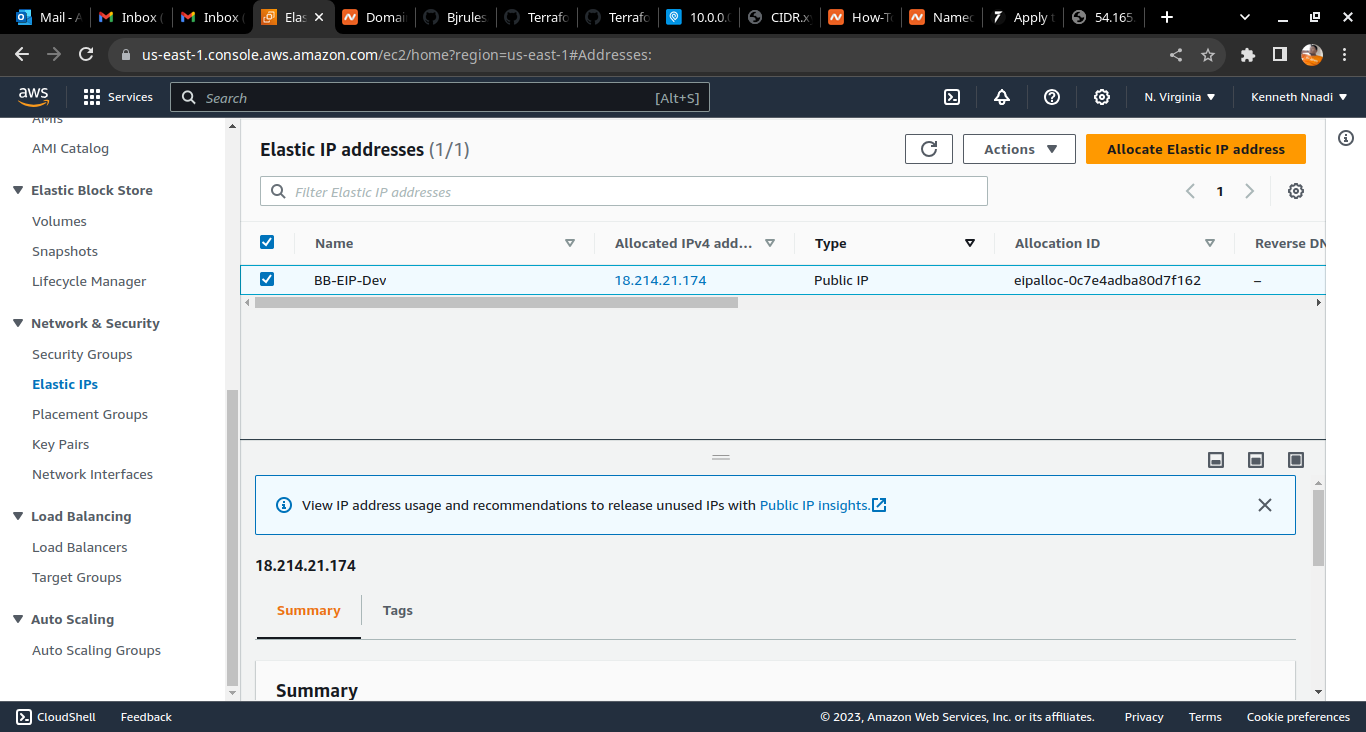 Mail - A
Inbox (
Inbox (
Elas
Domai
Bjrules
Terrafo
Terrafo
10.0.0.0
CIDR.x
How-To
Namec
Apply t
54.165.
us-east-1.console.aws.amazon.com/ec2/home?region=us-east-1#Addresses:
aws
Services
Search
[Alt+S]
N. Virginia
Kenneth Nnadi
AMIs
AMI Catalog
Elastic Block Store
Volumes
Snapshots
Lifecycle Manager
Network & Security
Security Groups
Elastic IPs
Placement Groups
Key Pairs
Network Interfaces
Load Balancing
Load Balancers
Target Groups
Auto Scaling
Auto Scaling Groups
Elastic IP addresses (1/1)
Actions
Allocate Elastic IP address
Filter Elastic IP addresses
1
Name
Allocated IPv4 add...
Type
Allocation ID
Reverse DN
BB-EIP-Dev
18.214.21.174
Public IP
eipalloc-0c7e4adba80d7f162
–
View IP address usage and recommendations to release unused IPs with Public IP insights.
18.214.21.174
Summary
Tags
Summary
CloudShell
Feedback
© 2023, Amazon Web Services, Inc. or its affiliates.
Privacy
Terms
Cookie preferences